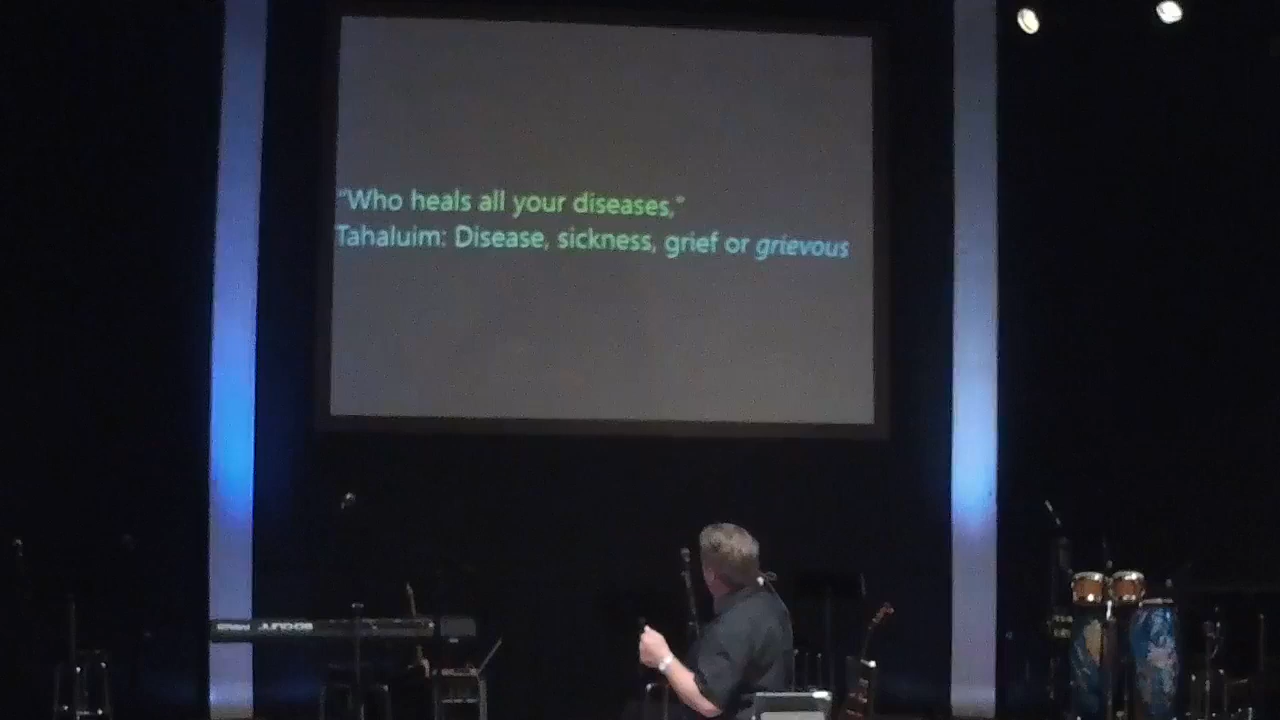 "Who heals all your diseases,"
Tahaluim: Disease, sickness, grief or grievous